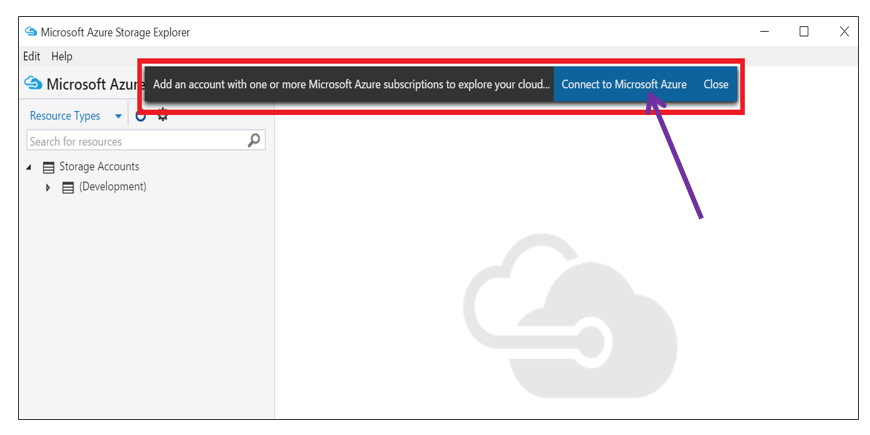 Microsoft Azure Storage Explorer
Edit Help
Microsoft Azur
Add an account with one or more Microsoft Azure subscriptions to explore your cloud... Connect to Microsoft Azure Close
Resource Types
Search for resources
Storage Accounts
(Development)